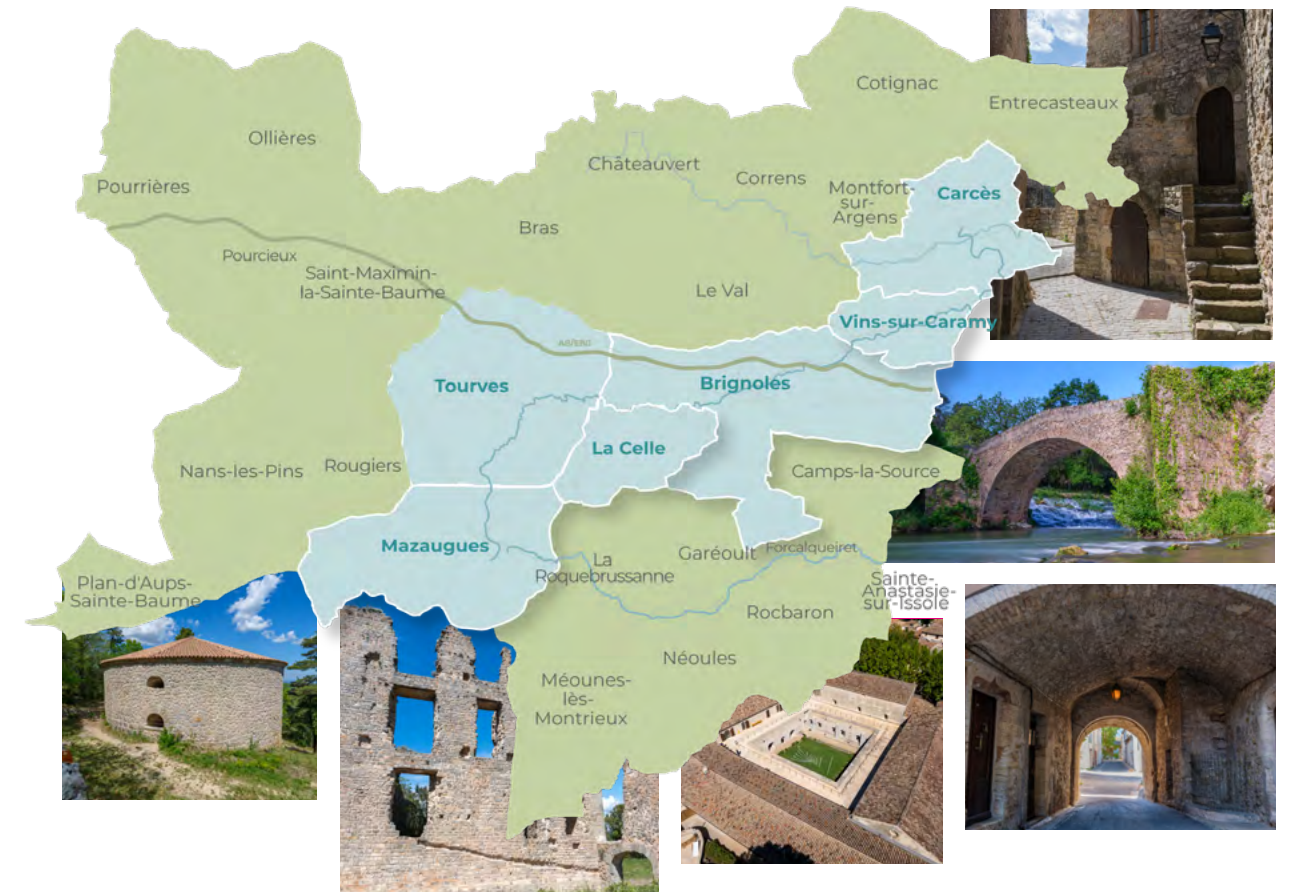 Cotignac
Entrecasteaux
Ollières
Châteauvert
Correns
Pourrières
Montfort-
sur-
Argens
Carcès
Bras
Pourcieux
Saint-Maximin-
la-Sainte-Baume
Le Val
Vins-sur-Caramy
Tourves
Brignoles
La Celle
Nans-les-Pins
Rougiers
Camps-la-Source
Mazaugues
Garéoult
Forcalqueiret
La
Roquebrussanne
Plan-d'Aups-
Sainte-Baume
Sainte-
Anastasie-
sur-Issole
Rocbaron
Néoules
Méounes-
lès-
Montrieux